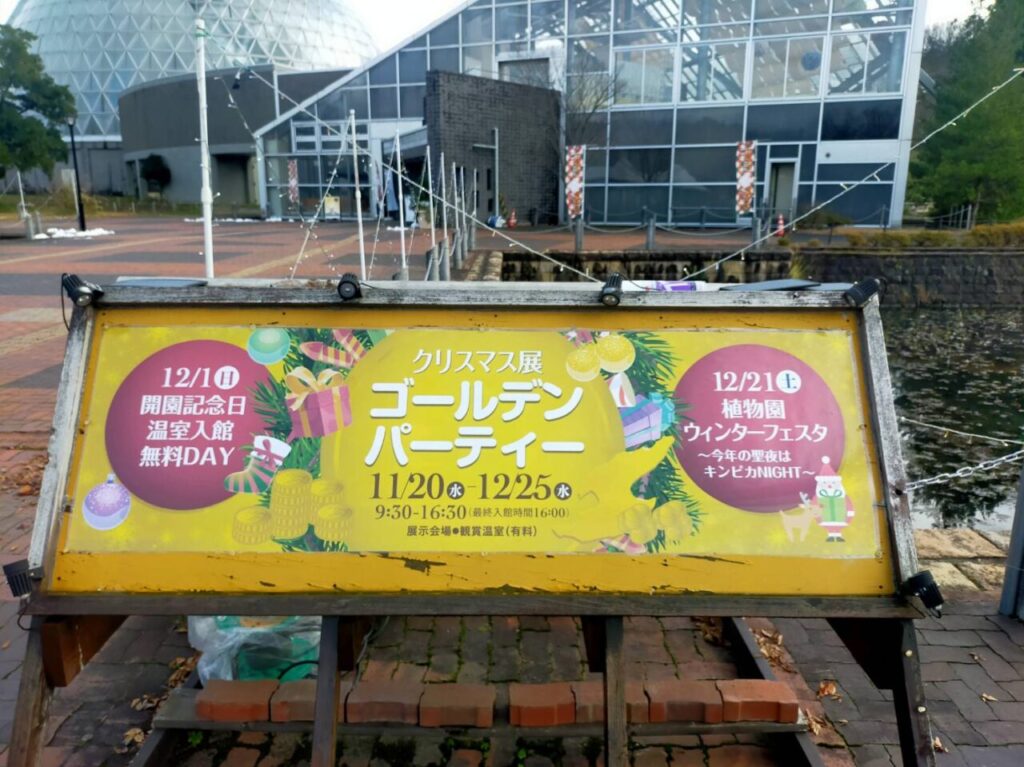 12/1㊐
開園記念日
温室入館
無料DAY
クリスマス展
ゴールデン
パーティー
11/20㊌-12/25㊌
9:30-16:30(最終入館時間16:00)
展示会場●観賞温室(有料)
12/21㊏
植物園
ウィンターフェスタ
～今年の聖夜は
キンピカNIGHT～